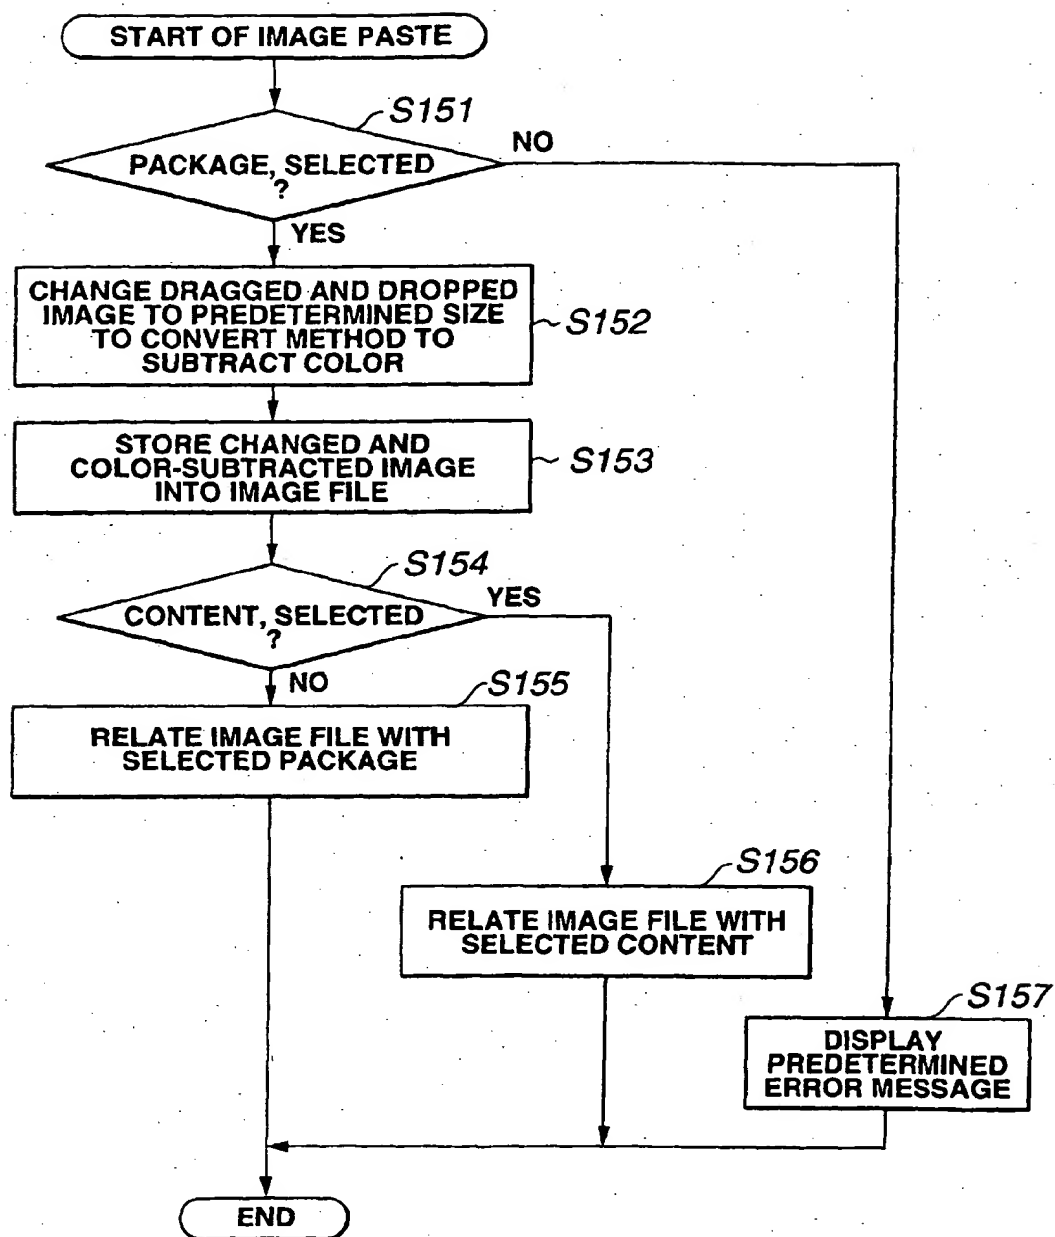 START OF IMAGE PASTE
S151
PACKAGE, SELECTED
?
NO
YES
CHANGE DRAGGED AND DROPPED
IMAGE TO PREDETERMINED SIZE
TO CONVERT METHOD TO
SUBTRACT COLOR
S152
STORE CHANGED AND
COLOR-SUBTRACTED IMAGE
INTO IMAGE FILE
S153
S154
CONTENT, SELECTED
?
YES
NO
S155
RELATE IMAGE FILE WITH
SELECTED PACKAGE
S156
RELATE IMAGE FILE WITH
SELECTED CONTENT
S157
DISPLAY
PREDETERMINED
ERROR MESSAGE
END